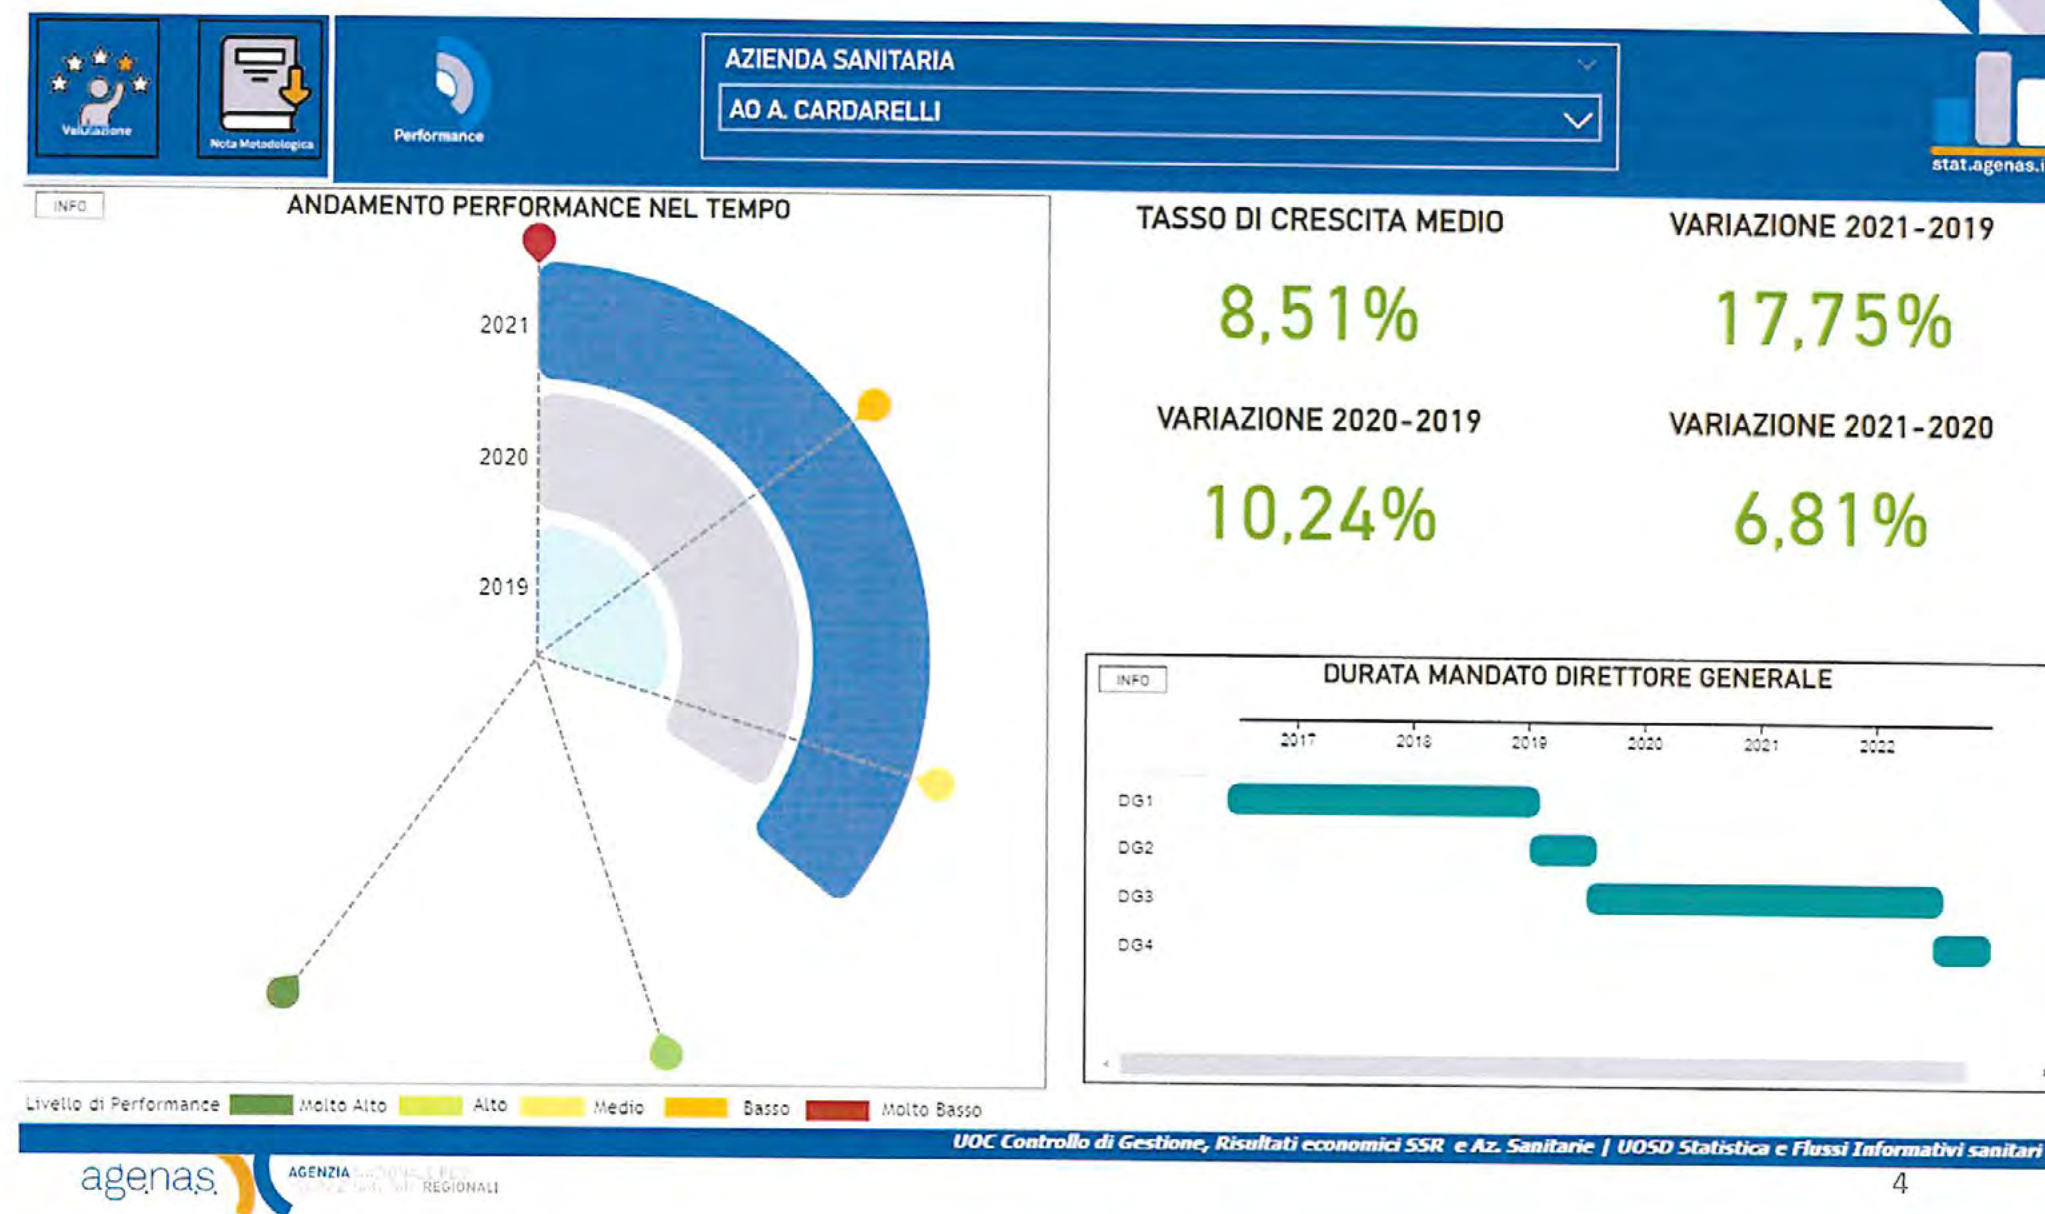 Valutazione
Nota Metodologica
Performance
AZIENDA SANITARIA
AO A. CARDARELLI
stat.agenas.i
INFO
ANDAMENTO PERFORMANCE NEL TEMPO
2021
2020
2019
TASSO DI CRESCITA MEDIO
8,51%
VARIAZIONE 2021-2019
17,75%
VARIAZIONE 2020-2019
10,24%
VARIAZIONE 2021-2020
6,81%
INFO
DURATA MANDATO DIRETTORE GENERALE
2017 2018 2019 2020 2021 2022
DG1
DG2
DG3
DG4
Livello di Performance Molto Alto Alto Medio Basso Molto Basso
UOC Controllo di Gestione, Risultati economici SSR e Az. Sanitarie | UOSD Statistica e Flussi Informativi sanitari
agenas.
AGENZIA
REGIONALI
4